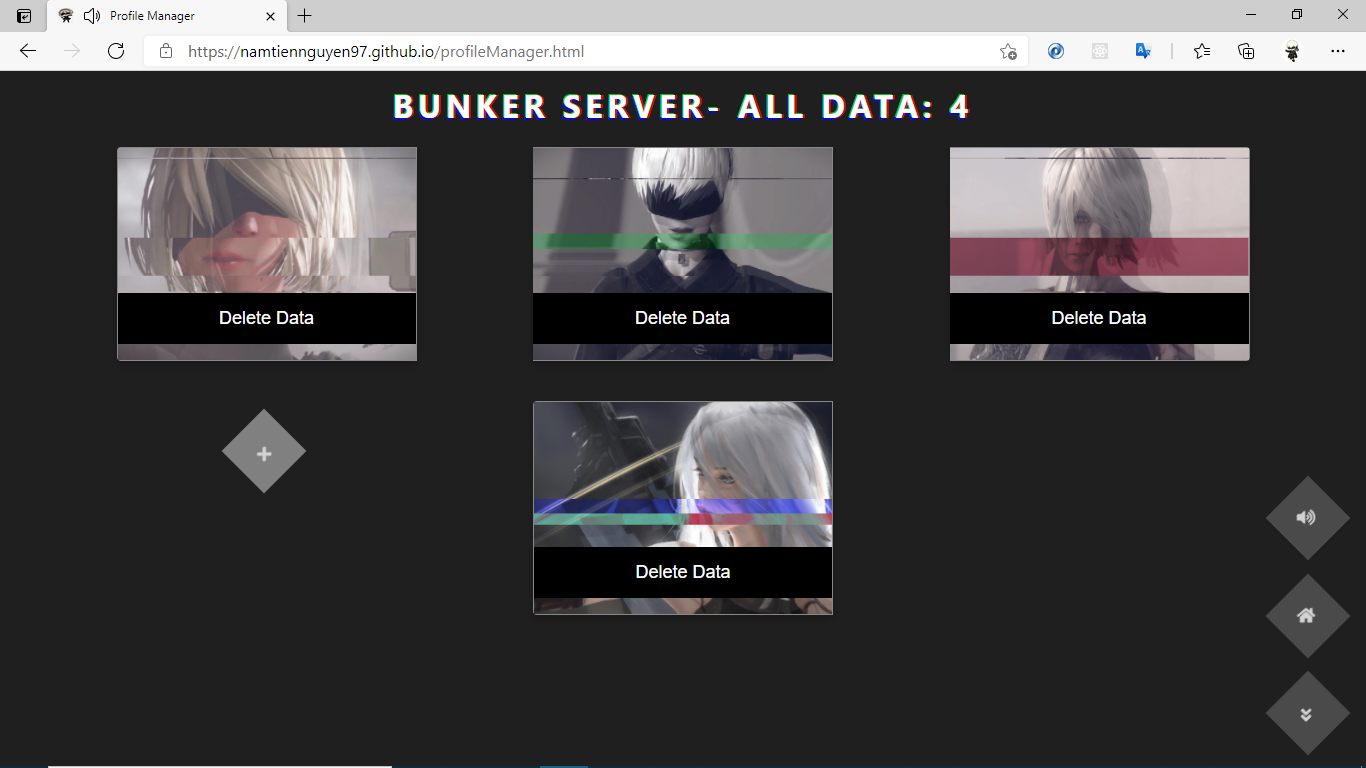 Profile Manager
https://namtiennguyen97.github.io/profileManager.html
BUNKER SERVER- ALL DATA: 4
Delete Data
Delete Data
Delete Data
Delete Data